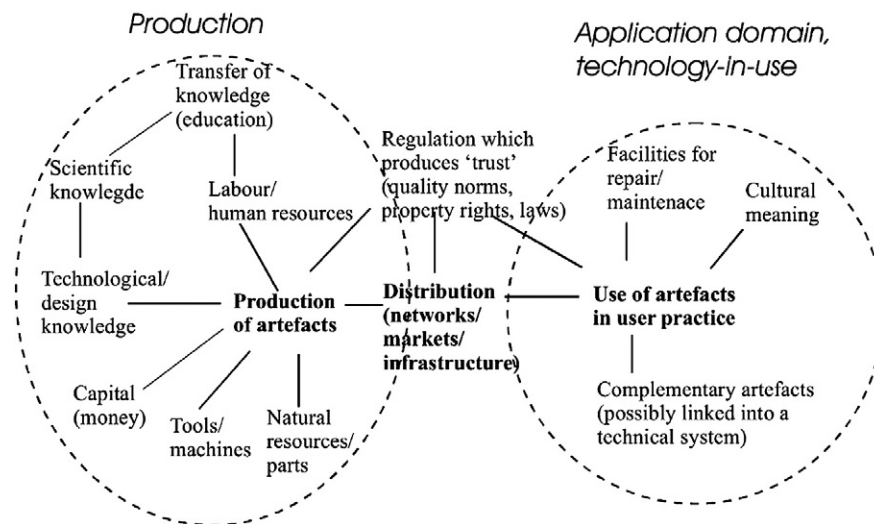 Production
Application domain,
technology-in-use
Transfer of
knowledge
(education)
Scientific
knowlegde
Labour/
human resources
Technological/
design
knowledge
Production
of artefacts
Capital
(money)
Tools/
machines
Natural
resources/
parts
Regulation which
produces ‘trust’
(quality norms,
property rights, laws)
Distribution
(networks/
markets/
infrastructure)
Facilities for
repair/
maintenace
Cultural
meaning
Use of artefacts
in user practice
Complementary artefacts
(possibly linked into a
technical system)